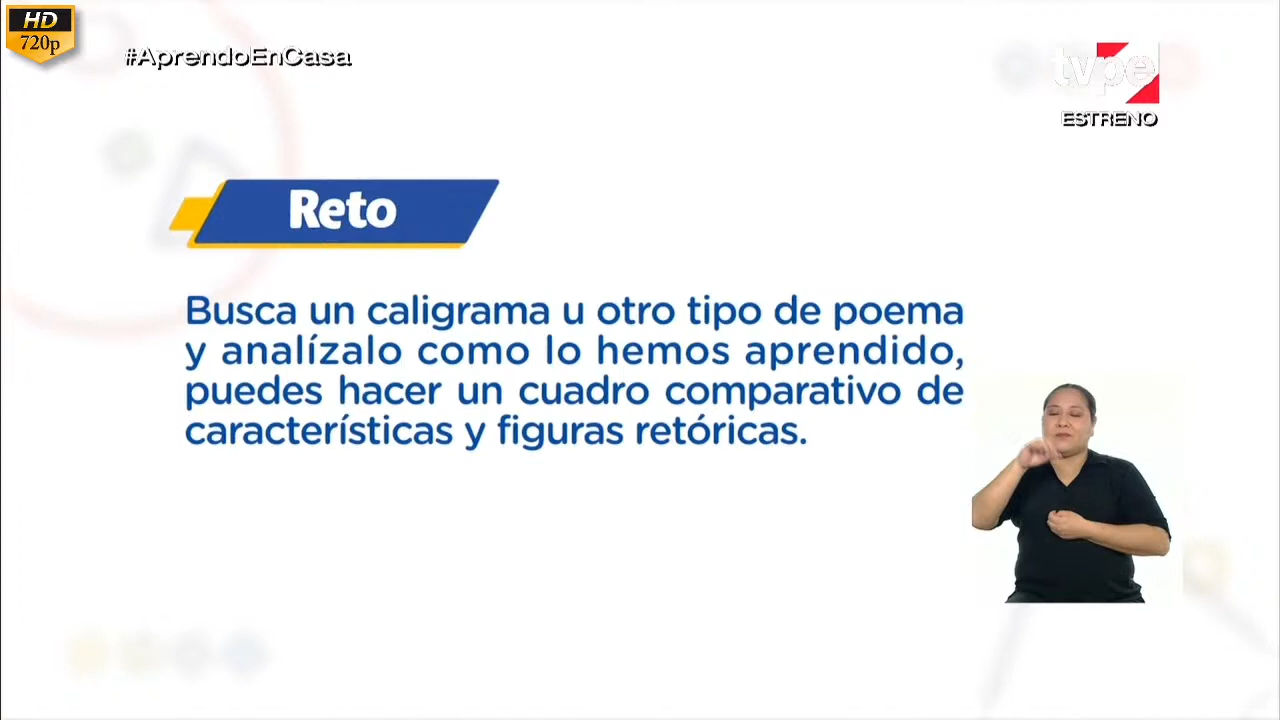 HD
720p
#AprendoEnCasa
tvpe
ESTRENO
Reto
Busca un caligrama u otro tipo de poema
y analízalo como lo hemos aprendido,
puedes hacer un cuadro comparativo de
características y figuras retóricas.